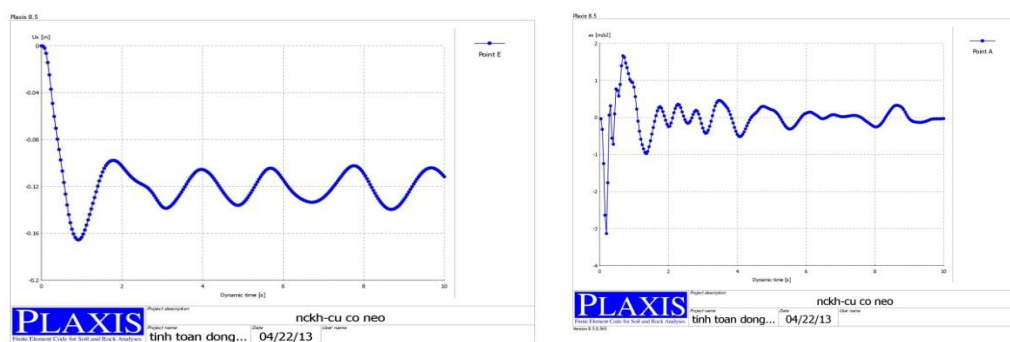 Plaxis 8.5
Ux [m]
0
-0.04
-0.08
-0.12
-0.16
-0.2
0
2
4
6
8
10
Dynamic time [s]
Point E
PLAXIS
Finite Element Code for Soil and Rock Analyses
Project description
nckh-cu co neo
Project name
tinh toan dong...
Date
04/22/13
User name
Plaxis 8.5
ax [m/s2]
2
1
0
-1
-2
-3
-4
0
2
4
6
8
10
Dynamic time [s]
Point A
PLAXIS
Finite Element Code for Soil and Rock Analyses
Version 8.5.0.965
Project description
nckh-cu co neo
Project name
tinh toan dong...
Date
04/22/13
User name